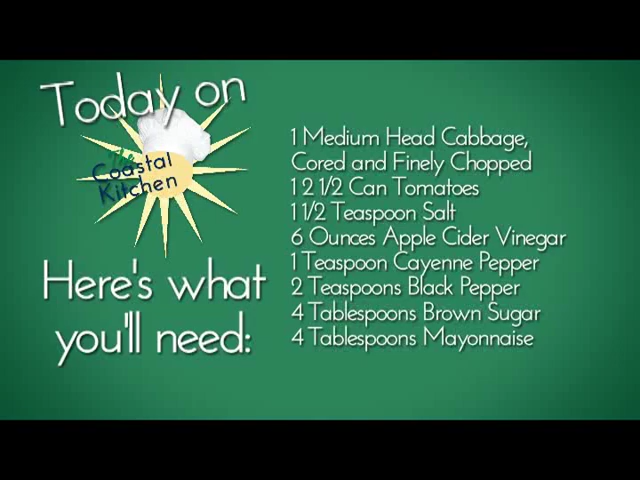 Today on
The
Coastal
Kitchen
Here's what
you'll need:
1 Medium Head Cabbage,
Cored and Finely Chopped
1 2 1/2 Can Tomatoes
1 1/2 Teaspoon Salt
6 Ounces Apple Cider Vinegar
1 Teaspoon Cayenne Pepper
2 Teaspoons Black Pepper
4 Tablespoons Brown Sugar
4 Tablespoons Mayonnaise